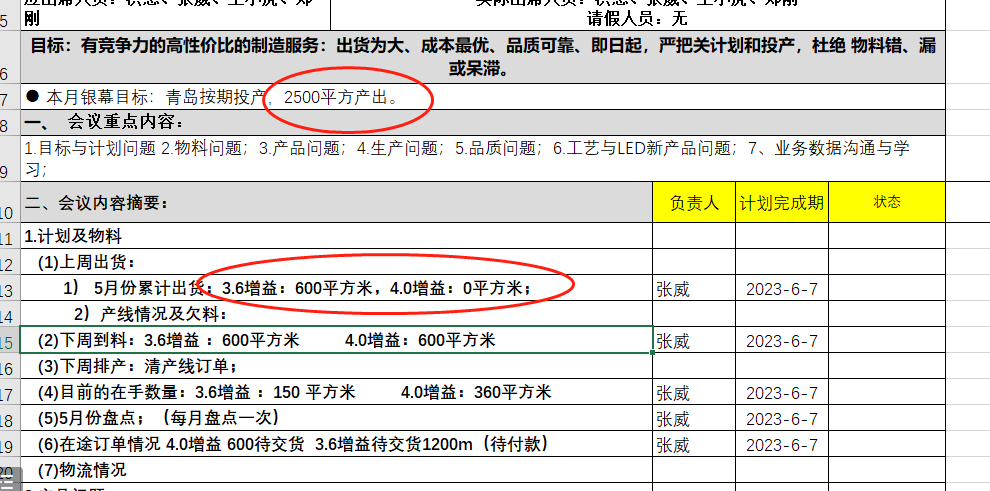 5
刚
请假人员：无
6
目标：有竞争力的高性价比的制造服务：出货为大、成本最优、品质可靠、即日起，严把关计划和投产，杜绝 物料错、漏
或呆滞。
7
● 本月银幕目标：青岛按期投产，2500平方产出。
8
一、 会议重点内容：
9
1.目标与计划问题 2.物料问题；3.产品问题；4.生产问题；5.品质问题；6.工艺与LED新产品问题；7、业务数据沟通与学
习；
10
二、会议内容摘要： 负责人 计划完成期 状态
11
1.计划及物料
12
(1)上周出货：
13
1） 5月份累计出货：3.6增益：600平方米，4.0增益：0平方米； 张威 2023-6-7
14
2）产线情况及欠料：
15
(2)下周到料：3.6增益 ：600平方米 4.0增益：600平方米 张威 2023-6-7
16
(3)下周排产：清产线订单；
17
(4)目前的在手数量：3.6增益 ：150 平方米 4.0增益：360平方米 张威 2023-6-7
18
(5)5月份盘点；（每月盘点一次） 张威 2023-6-7
19
(6)在途订单情况 4.0增益 600待交货 3.6增益待交货1200m（待付款） 张威 2023-6-7
(7)物流情况